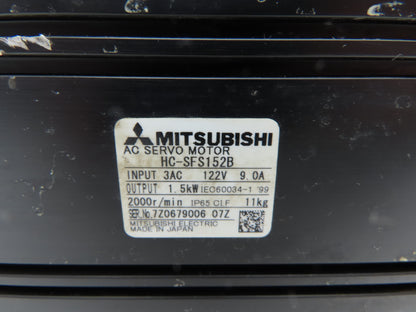 MITSUBISHI
AC SERVO MOTOR
HC-SFS152B
INPUT 3AC 122V 9.0A
OUTPUT 1.5kW IEC60034-1 '99
2000r/min IP65 Cl.F 11kg
SER.No.7Z0679006 07Z
MITSUBISHI ELECTRIC
MADE IN JAPAN